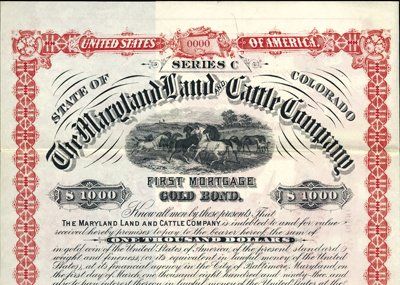 UNITED STATES 0000 OF AMERICA.
SERIES C
STATE OF COLORADO
The Maryland Land AND Cattle Company
FIRST MORTGAGE
$1000 GOLD BOND. $1000
Know all men by these presents That
THE MARYLAND LAND AND CATTLE COMPANY is indebted to and for value
received hereby promises to pay to the bearer hereof the sum of
ONE THOUSAND DOLLARS
in gold coin of the United States of America, of the present standard
weight and fineness, or its equivalent in lawful money of the United
States, at its financial agency in the City of Baltimore, Maryland, on
the first day of March, one thousand eight hundred and ninety